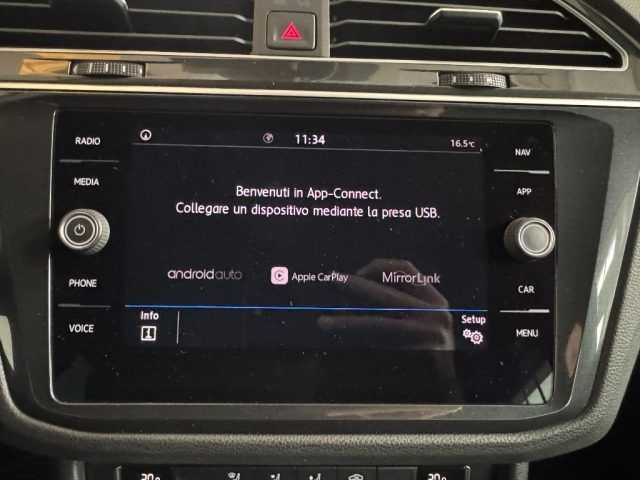 11:34
16.5°C
RADIO
MEDIA
PHONE
VOICE
NAV
APP
CAR
MENU
Benvenuti in App-Connect.
Collegare un dispositivo mediante la presa USB.
androidauto
Apple CarPlay
MirrorLink
Info
i
Setup